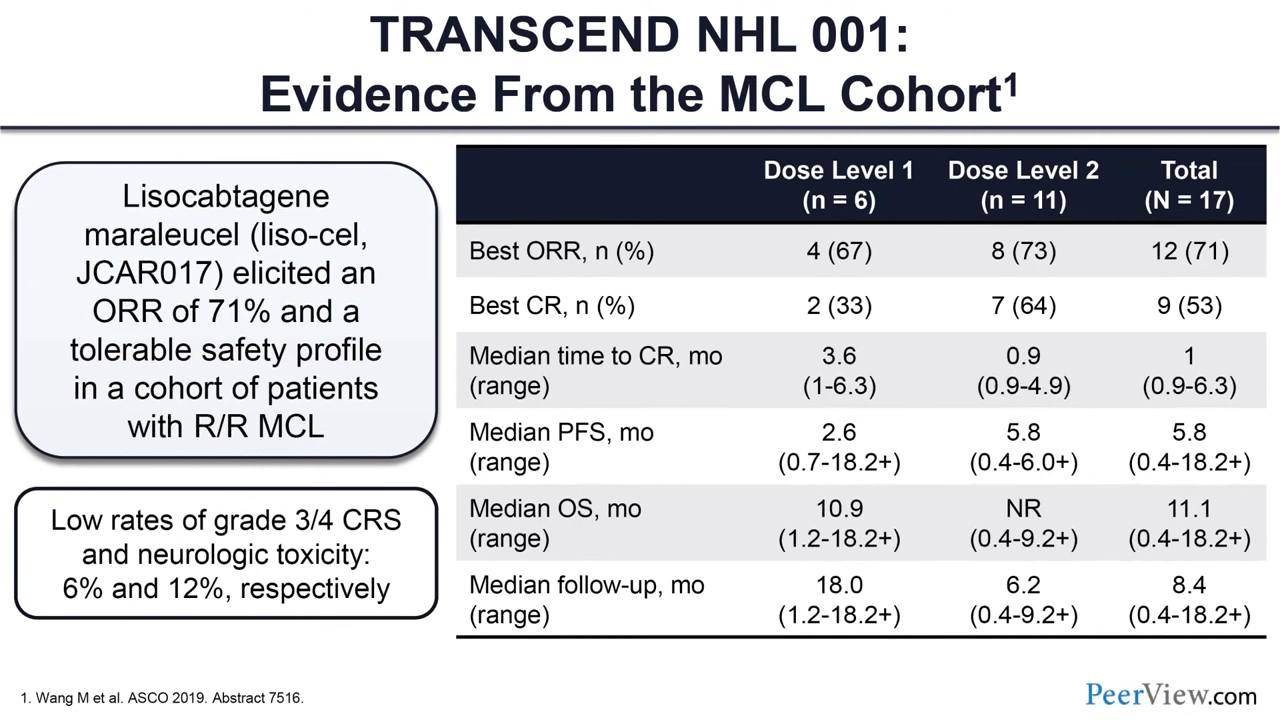 TRANSCEND NHL 001:
Evidence From the MCL Cohort1
Lisocabtagene
maraleucel (liso-cel,
JCAR017) elicited an
ORR of 71% and a
tolerable safety profile
in a cohort of patients
with R/R MCL
Low rates of grade 3/4 CRS
and neurologic toxicity:
6% and 12%, respectively
Dose Level 1 Dose Level 2 Total
(n = 6) (n = 11) (N = 17)
Best ORR, n (%) 4 (67) 8 (73) 12 (71)
Best CR, n (%) 2 (33) 7 (64) 9 (53)
Median time to CR, mo 3.6 0.9 1
(range) (1-6.3) (0.9-4.9) (0.9-6.3)
Median PFS, mo 2.6 5.8 5.8
(range) (0.7-18.2+) (0.4-6.0+) (0.4-18.2+)
Median OS, mo 10.9 NR 11.1
(range) (1.2-18.2+) (0.4-9.2+) (0.4-18.2+)
Median follow-up, mo 18.0 6.2 8.4
(range) (1.2-18.2+) (0.4-9.2+) (0.4-18.2+)
1. Wang M et al. ASCO 2019. Abstract 7516.
PeerView.com